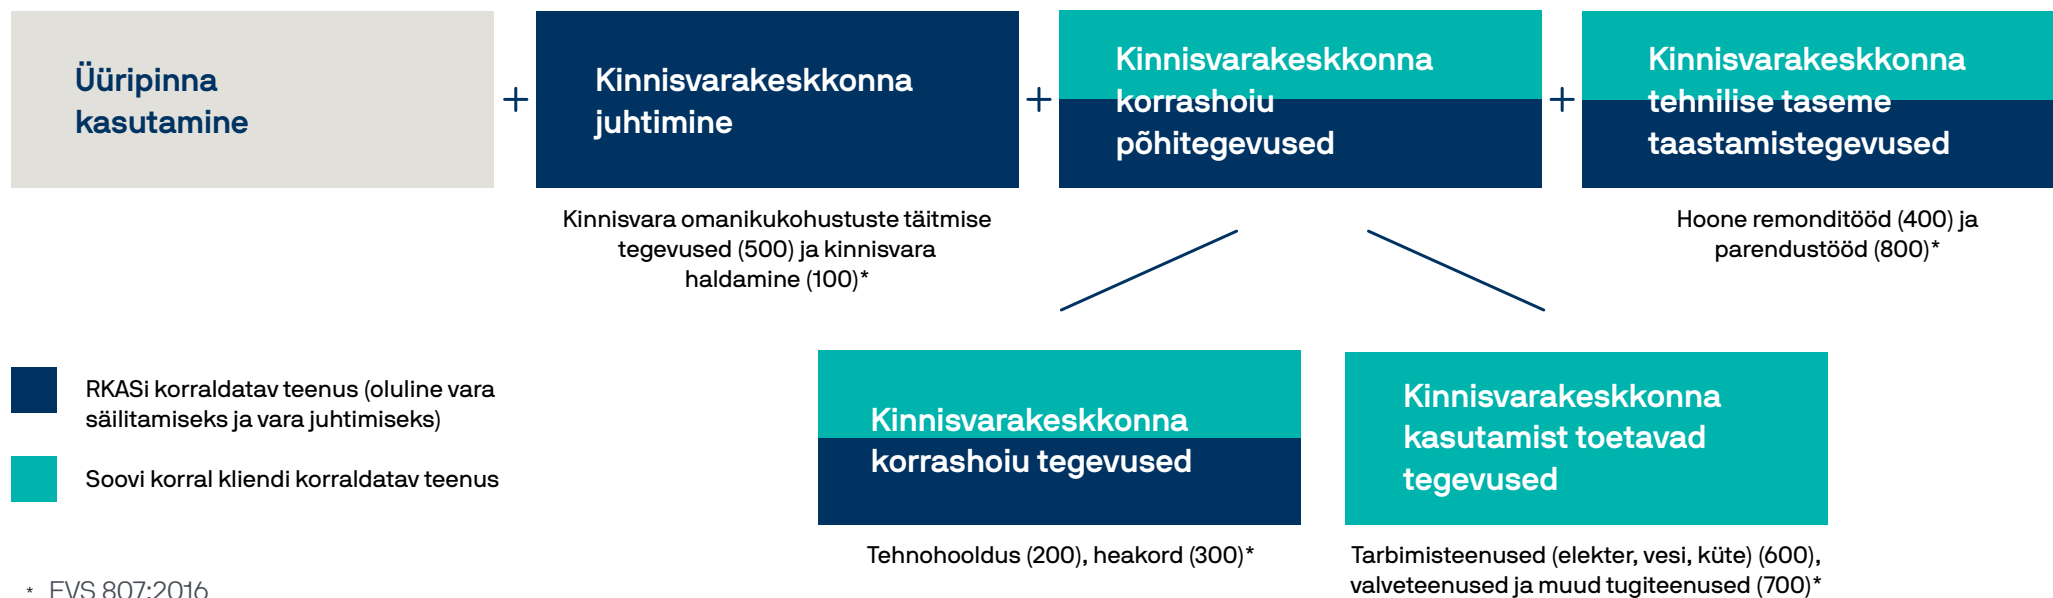 Üüripinna
kasutamine
+
Kinnisvarakeskkonna
juhtimine
+
Kinnisvarakeskkonna
korrashoiu
põhitegevused
+
Kinnisvarakeskkonna
tehnilise taseme
taastamistegevused
Kinnisvara omanikukohustuste täitmise
tegevused (500) ja kinnisvara
haldamine (100)*
Hoone remonditööd (400) ja
parendustööd (800)*
RKASi korraldatav teenus (oluline vara
säilitamiseks ja vara juhtimiseks)
Soovi korral kliendi korraldatav teenus
Kinnisvarakeskkonna
korrashoiu tegevused
Kinnisvarakeskkonna
kasutamist toetavad
tegevused
Tehnohooldus (200), heakord (300)*
Tarbimisteenused (elekter, vesi, küte) (600),
valveteenused ja muud tugiteenused (700)*
* EVS 807:2016